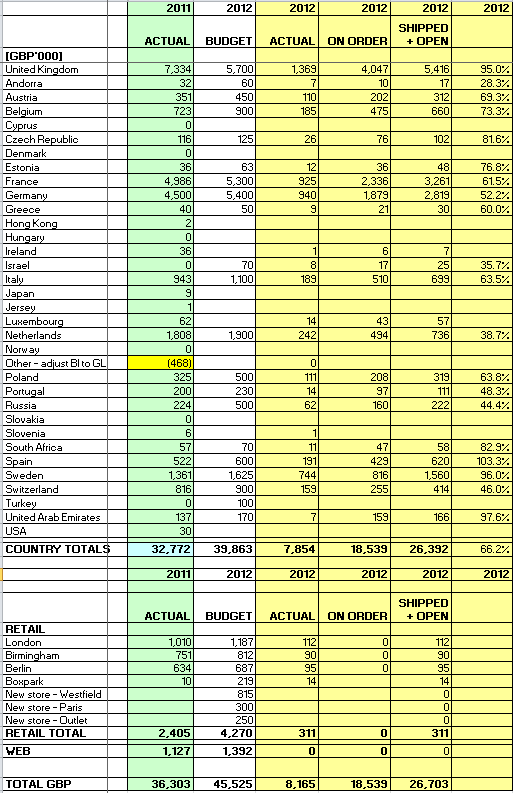 2011 2012 2012 2012 2012 2012
SHIPPED
ACTUAL BUDGET ACTUAL ON ORDER + OPEN
[GBP'000]
United Kingdom 7,334 5,700 1,369 4,047 5,416 95.0%
Andorra 32 60 7 10 17 28.3%
Austria 351 450 110 202 312 69.3%
Belgium 723 900 185 475 660 73.3%
Cyprus 0
Czech Republic 116 125 26 76 102 81.6%
Denmark 0
Estonia 36 63 12 36 48 76.8%
France 4,986 5,300 925 2,336 3,261 61.5%
Germany 4,500 5,400 940 1,879 2,819 52.2%
Greece 40 50 9 21 30 60.0%
Hong Kong 2
Hungary 0
Ireland 36 1 6 7
Israel 0 70 8 17 25 35.7%
Italy 943 1,100 189 510 699 63.5%
Japan 9
Jersey 1
Luxembourg 62 14 43 57
Netherlands 1,808 1,900 242 494 736 38.7%
Norway 0
Other - adjust BI to GL (468) 0
Poland 325 500 111 208 319 63.8%
Portugal 200 230 14 97 111 48.3%
Russia 224 500 62 160 222 44.4%
Slovakia 0
Slovenia 6 1
South Africa 57 70 11 47 58 82.9%
Spain 522 600 191 429 620 103.3%
Sweden 1,361 1,625 744 816 1,560 96.0%
Switzerland 816 900 159 255 414 46.0%
Turkey 0 100
United Arab Emirates 137 170 7 159 166 97.6%
USA 30
COUNTRY TOTALS 32,772 39,863 7,854 18,539 26,392 66.2%
2011 2012 2012 2012 2012 2012
SHIPPED
ACTUAL BUDGET ACTUAL ON ORDER + OPEN
RETAIL
London 1,010 1,187 112 0 112
Birmingham 751 812 90 0 90
Berlin 634 687 95 0 95
Boxpark 10 219 14 14
New store - Westfield 815 0
New store - Paris 300 0
New store - Outlet 250 0
RETAIL TOTAL 2,405 4,270 311 0 311
WEB 1,127 1,392 0 0 0
TOTAL GBP 36,303 45,525 8,165 18,539 26,703